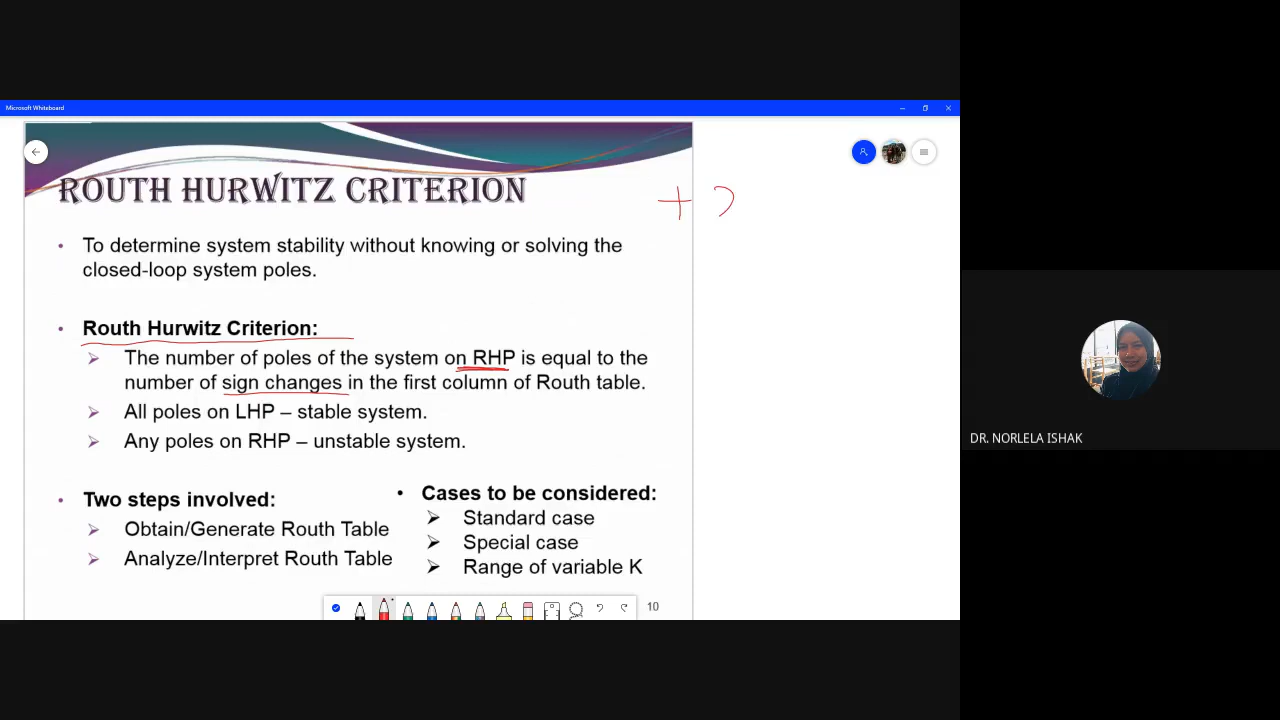 Microsoft Whiteboard
ROUTH HURWITZ CRITERION
+
• To determine system stability without knowing or solving the
closed-loop system poles.
• Routh Hurwitz Criterion:
➢ The number of poles of the system on RHP is equal to the
number of sign changes in the first column of Routh table.
➢ All poles on LHP – stable system.
➢ Any poles on RHP – unstable system.
• Two steps involved:
➢ Obtain/Generate Routh Table
➢ Analyze/Interpret Routh Table
• Cases to be considered:
➢ Standard case
➢ Special case
➢ Range of variable K
10
DR. NORLELA ISHAK